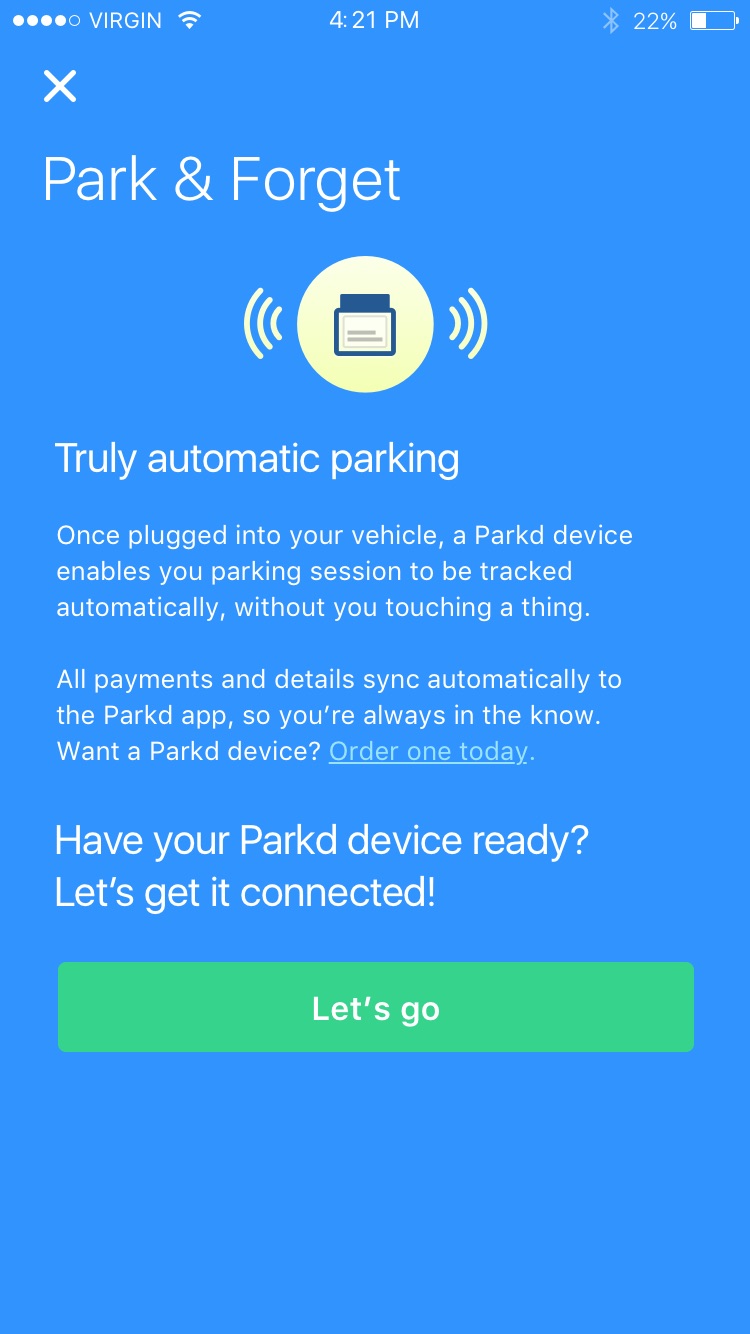 VIRGIN 4:21 PM 22%
Park & Forget
Truly automatic parking
Once plugged into your vehicle, a Parkd device
enables you parking session to be tracked
automatically, without you touching a thing.
All payments and details sync automatically to
the Parkd app, so you’re always in the know.
Want a Parkd device? Order one today.
Have your Parkd device ready?
Let’s get it connected!
Let’s go